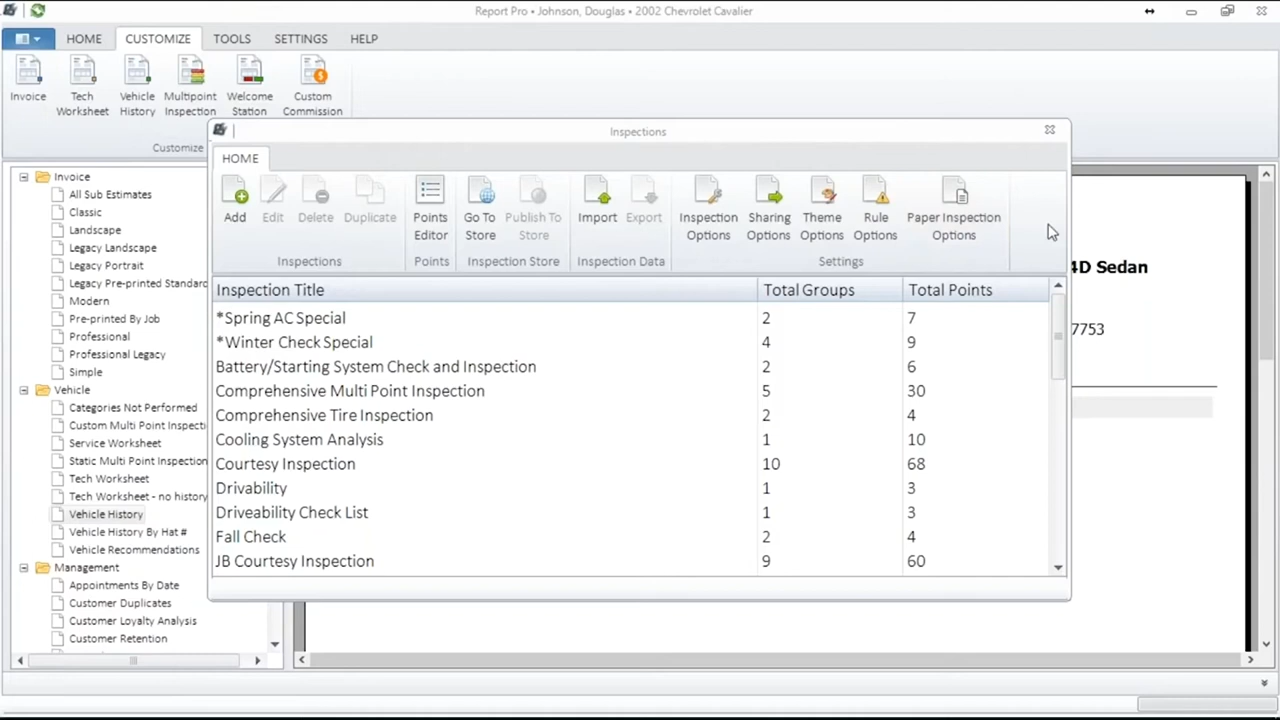 Report Pro • Johnson, Douglas • 2002 Chevrolet Cavalier
HOME CUSTOMIZE TOOLS SETTINGS HELP
Invoice
Tech Worksheet
Vehicle History
Multipoint Inspection
Welcome Station
Custom Commission
Customize
Invoice
All Sub Estimates
Classic
Landscape
Legacy Landscape
Legacy Portrait
Legacy Pre-printed Standard
Modern
Pre-printed By Job
Professional
Professional Legacy
Simple
Vehicle
Categories Not Performed
Custom Multi Point Inspecti
Service Worksheet
Static Multi Point Inspection
Tech Worksheet
Tech Worksheet - no history
Vehicle History
Vehicle History By Hat #
Vehicle Recommendations
Management
Appointments By Date
Customer Duplicates
Customer Loyalty Analysis
Customer Retention
Inspections
HOME
Add
Edit
Delete
Duplicate
Points Editor
Go To Store
Publish To Store
Import
Export
Inspection Options
Sharing Options
Theme Options
Rule Options
Paper Inspection Options
Inspections Points Inspection Store Inspection Data Settings
Inspection Title Total Groups Total Points
*Spring AC Special 2 7
*Winter Check Special 4 9
Battery/Starting System Check and Inspection 2 6
Comprehensive Multi Point Inspection 5 30
Comprehensive Tire Inspection 2 4
Cooling System Analysis 1 10
Courtesy Inspection 10 68
Drivability 1 3
Driveability Check List 1 3
Fall Check 2 4
JB Courtesy Inspection 9 60
4D Sedan
7753